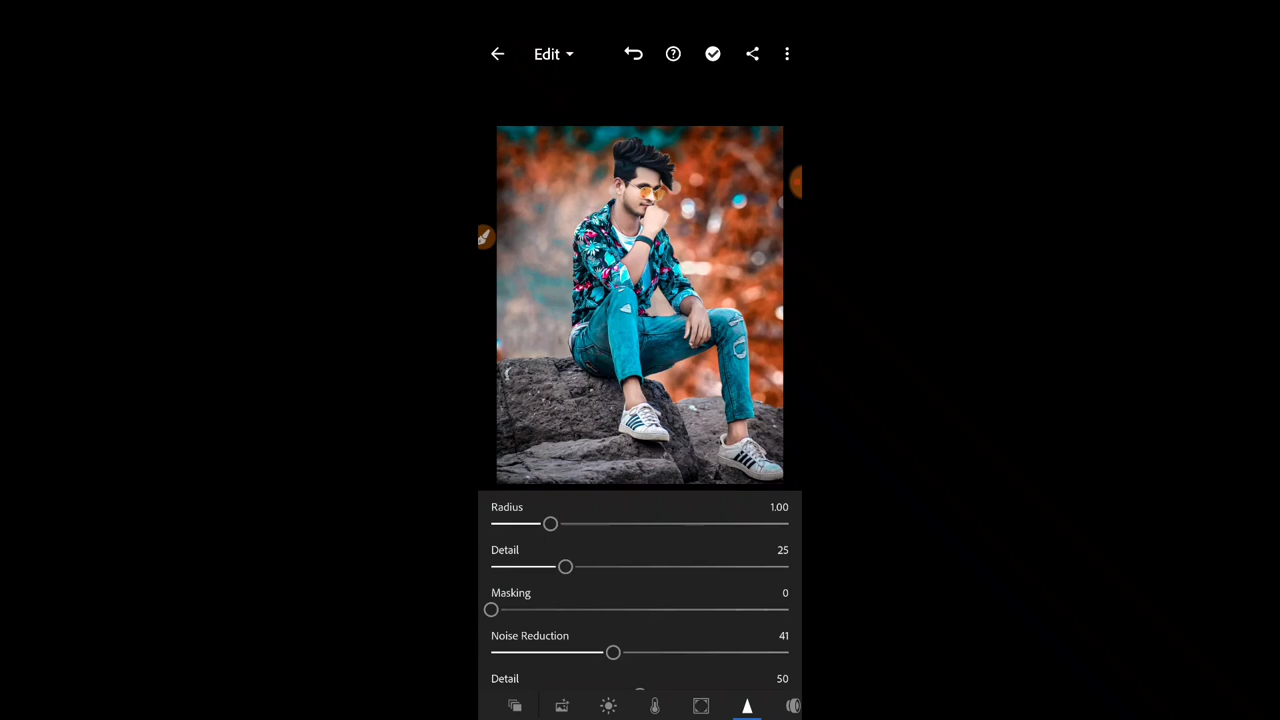 Edit
Radius 1.00
Detail 25
Masking 0
Noise Reduction 41
Detail 50